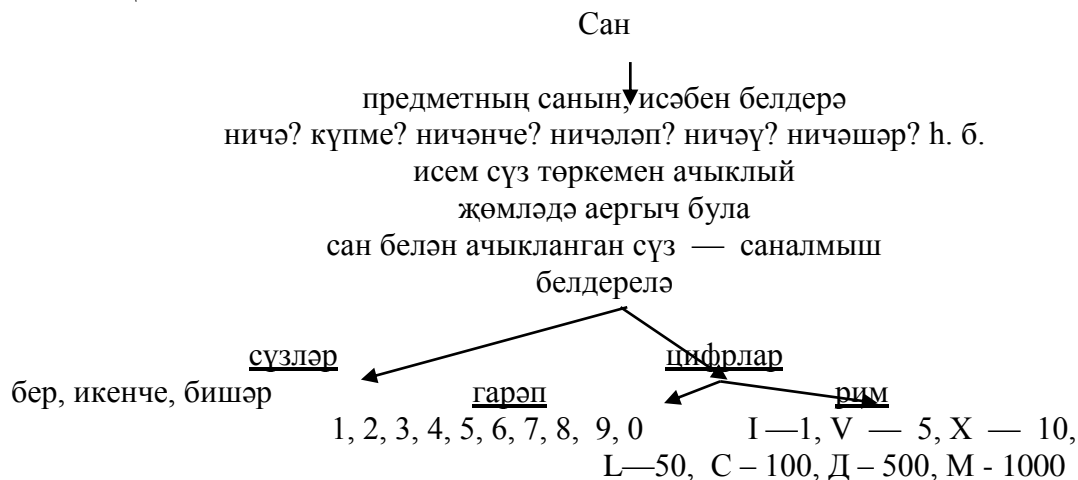 Сан
предметның санын, исәбен белдерә
ничә? күпме? ничәнче? ничәләп? ничәү? ничәшәр? һ. б.
исем сүз төркемен ачыклый
җөмләдә аергыч була
сан белән ачыкланган сүз — саналмыш
белдерелә
сүзләр цифрлар
бер, икенче, бишәр гарәп рим
1, 2, 3, 4, 5, 6, 7, 8, 9, 0 I —1, V — 5, X — 10,
L—50, С – 100, Д – 500, М - 1000